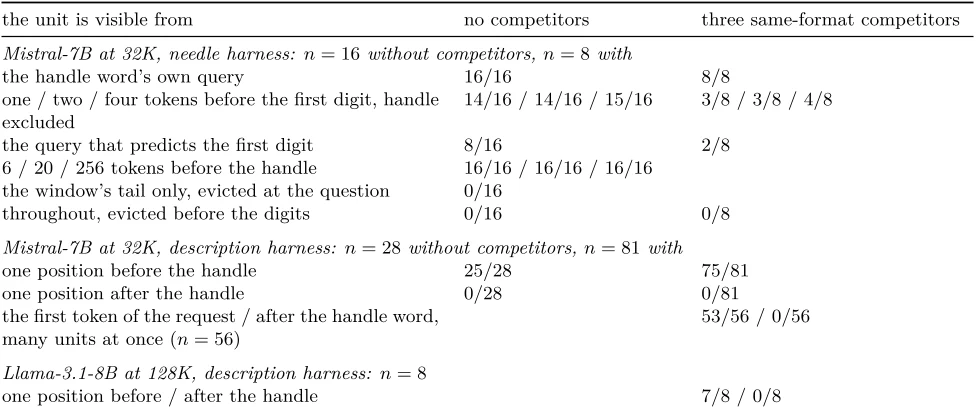 the unit is visible from no competitors three same-format competitors
Mistral-7B at 32K, needle harness: n = 16 without competitors, n = 8 with
the handle word's own query 16/16 8/8
one / two / four tokens before the first digit, handle 14/16 / 14/16 / 15/16 3/8 / 3/8 / 4/8
excluded
the query that predicts the first digit 8/16 2/8
6 / 20 / 256 tokens before the handle 16/16 / 16/16 / 16/16
the window's tail only, evicted at the question 0/16
throughout, evicted before the digits 0/16 0/8
Mistral-7B at 32K, description harness: n = 28 without competitors, n = 81 with
one position before the handle 25/28 75/81
one position after the handle 0/28 0/81
the first token of the request / after the handle word, 53/56 / 0/56
many units at once (n = 56)
Llama-3.1-8B at 128K, description harness: n = 8
one position before / after the handle 7/8 / 0/8